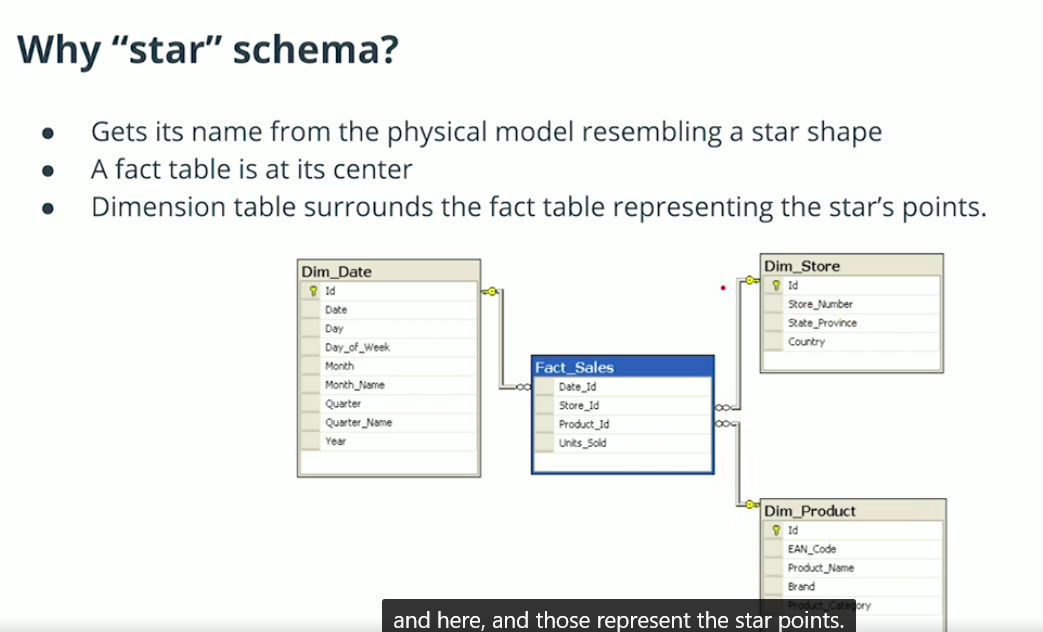 Why “star” schema?
● Gets its name from the physical model resembling a star shape
● A fact table is at its center
● Dimension table surrounds the fact table representing the star’s points.
Dim_Date
Id
Date
Day
Day_of_Week
Month
Month_Name
Quarter
Quarter_Name
Year
Fact_Sales
Date_Id
Store_Id
Product_Id
Units_Sold
Dim_Store
Id
Store_Number
State_Province
Country
Dim_Product
Id
EAN_Code
Product_Name
Brand
Product_Category
and here, and those represent the star points.